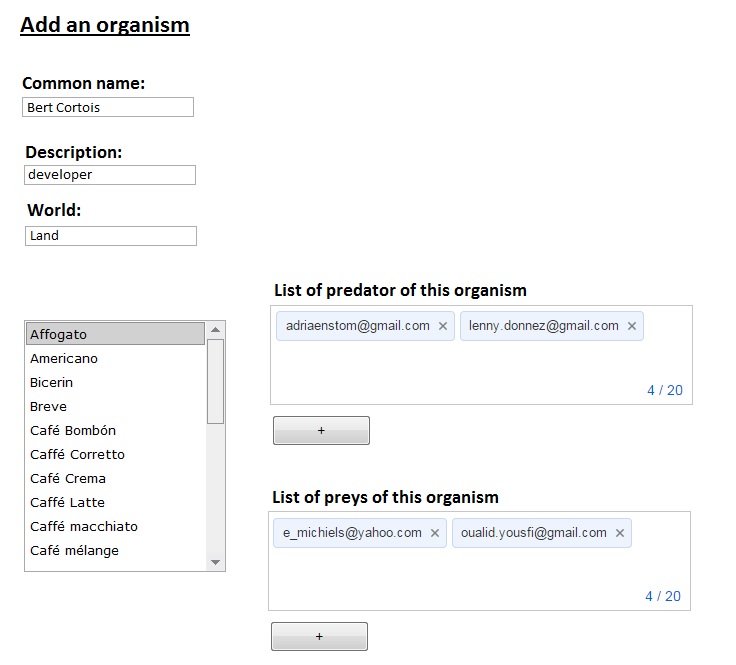 Add an organism
Common name:
Bert Cortois
Description:
developer
World:
Land
Affogato
Americano
Bicerin
Breve
Café Bombón
Caffé Corretto
Café Crema
Caffé Latte
Caffé macchiato
Café mélange
List of predator of this organism
adriaenstom@gmail.com × lenny.donnez@gmail.com ×
4 / 20
+
List of preys of this organism
e_michiels@yahoo.com × oualid.yousfi@gmail.com ×
4 / 20
+